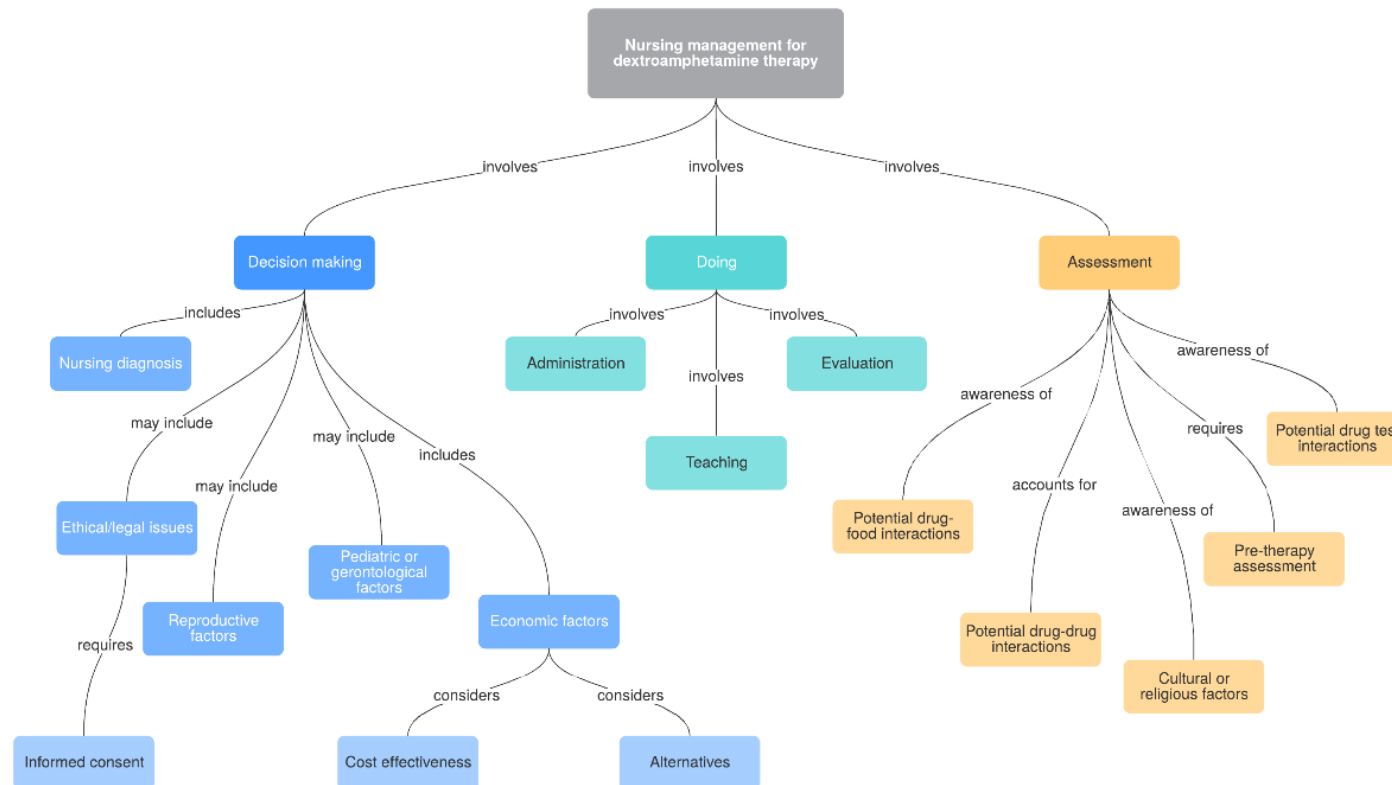 Nursing management for
dextroamphetamine therapy
involves
involves
involves
Decision making
Doing
Assessment
includes
involves
involves
Nursing diagnosis
Administration
Evaluation
awareness of
involves
awareness of
may include
may include
includes
requires
Potential drug tes
interactions
Teaching
may include
accounts for
awareness of
Ethical/legal issues
Potential drug-
food interactions
Pediatric or
gerontological
factors
Pre-therapy
assessment
Reproductive
factors
Economic factors
Potential drug-drug
interactions
requires
Cultural or
religious factors
considers
considers
Informed consent
Cost effectiveness
Alternatives